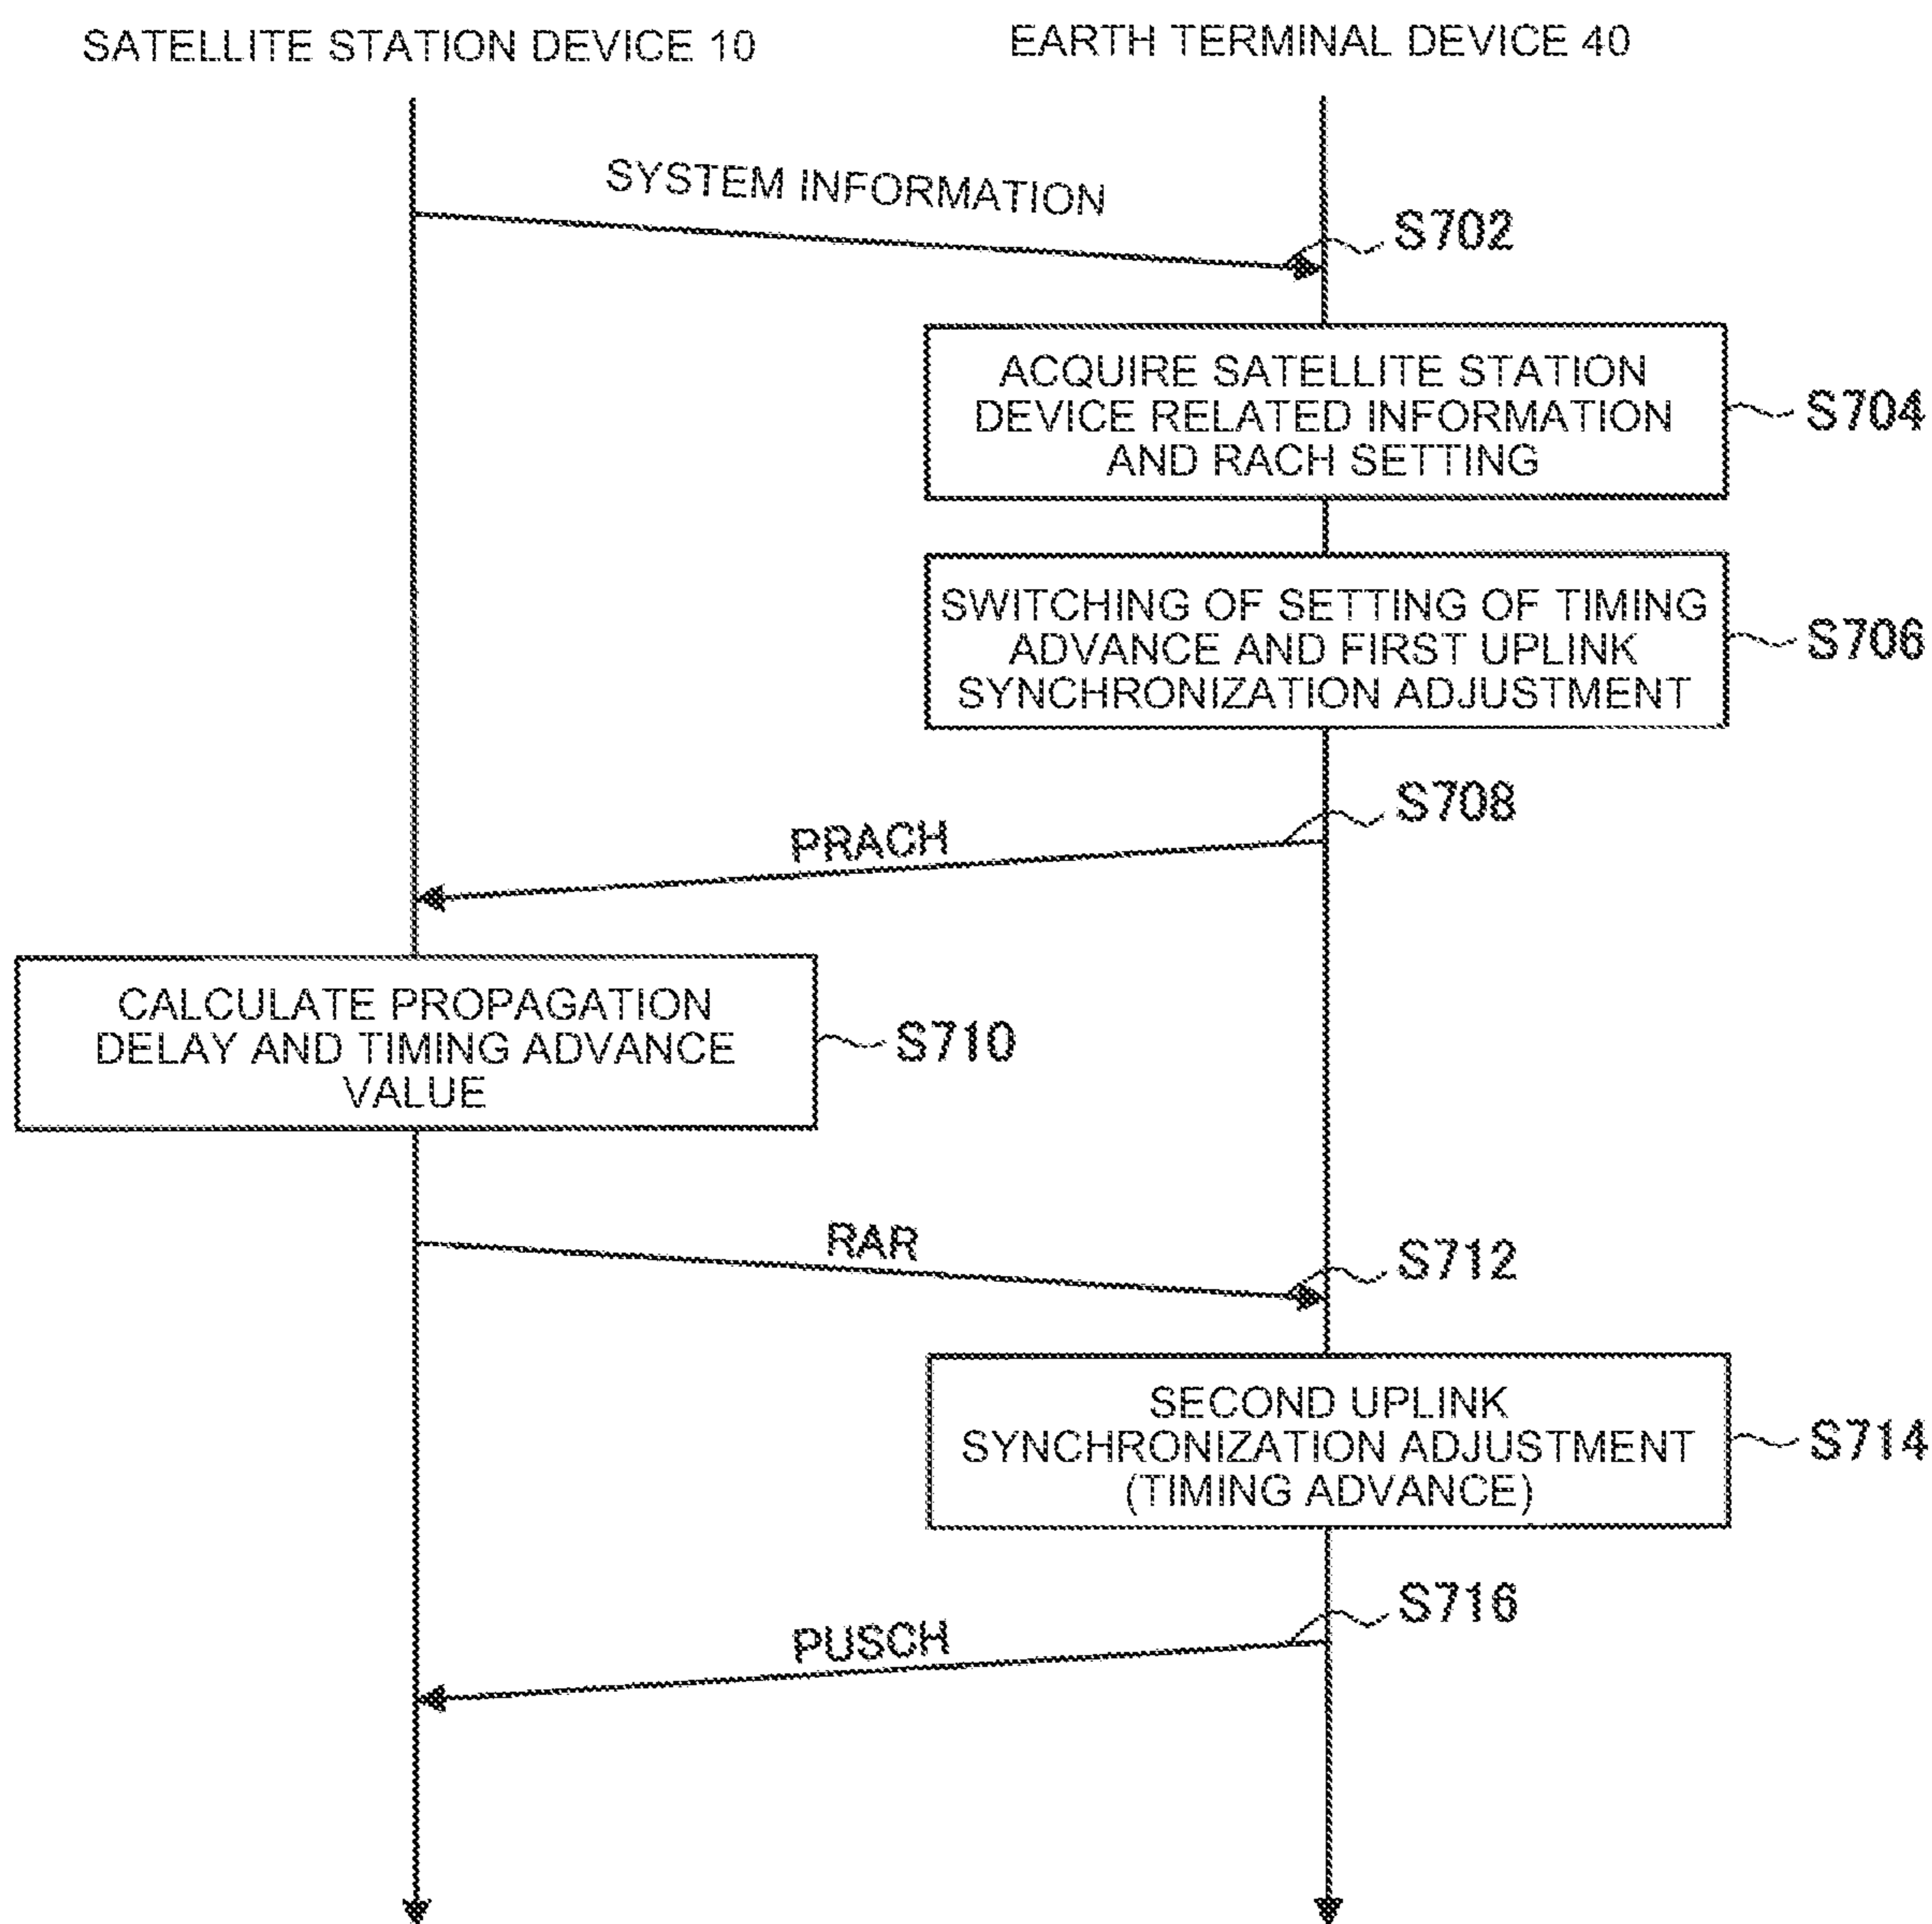 SATELLITE STATION DEVICE 10
EARTH TERMINAL DEVICE 40
SYSTEM INFORMATION
S702
ACQUIRE SATELLITE STATION
DEVICE RELATED INFORMATION
AND RACH SETTING
S704
SWITCHING OF SETTING OF TIMING
ADVANCE AND FIRST UPLINK
SYNCHRONIZATION ADJUSTMENT
S706
S708
PRACH
CALCULATE PROPAGATION
DELAY AND TIMING ADVANCE
VALUE
S710
RAR
S712
SECOND UPLINK
SYNCHRONIZATION ADJUSTMENT
(TIMING ADVANCE)
S714
S716
PUSCH